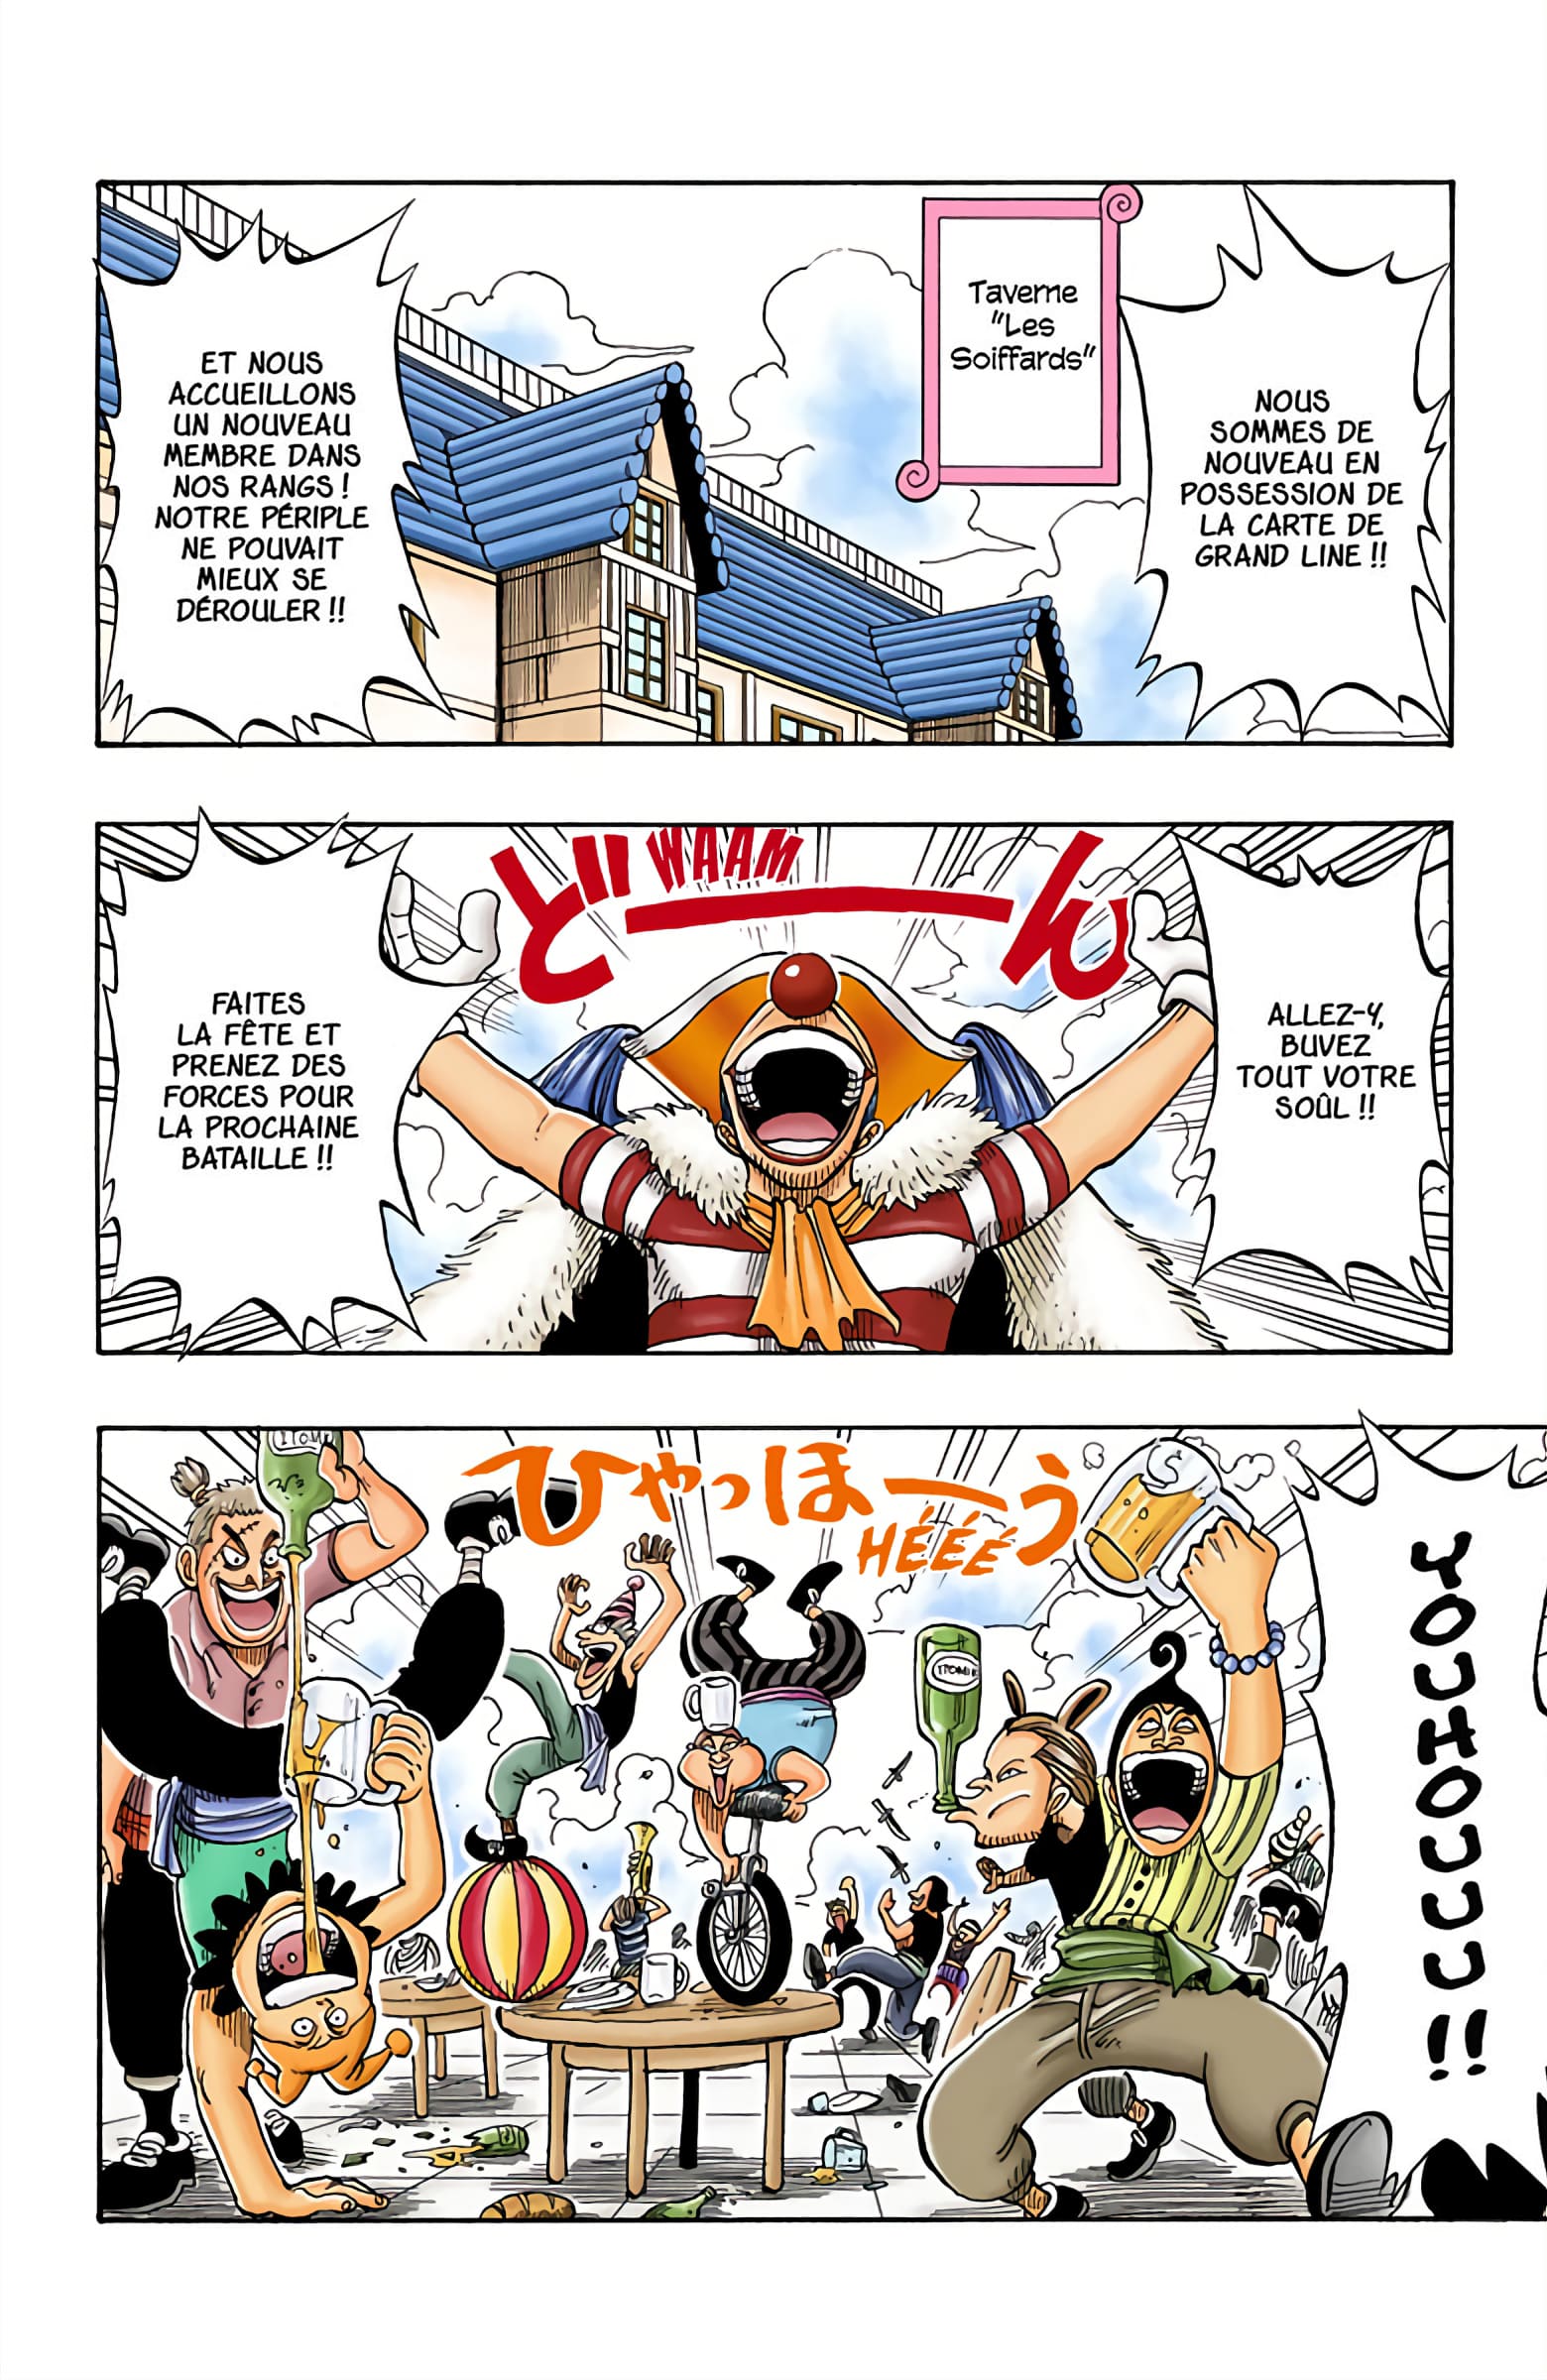 NOUS
SOMMES DE
NOUVEAU EN
POSSESSION DE
LA CARTE DE
GRAND LINE !!
Taverne
"Les
Soiffards"
ET NOUS
ACCUEILLONS
UN NOUVEAU
MEMBRE DANS
NOS RANGS !
NOTRE PÉRIPLE
NE POUVAIT
MIEUX SE
DÉROULER !!
ALLEZ-Y,
BUVEZ
TOUT VOTRE
SOÛL !!
どーん
WAAM
FAITES
LA FÊTE ET
PRENEZ DES
FORCES POUR
LA PROCHAINE
BATAILLE !!
YOUHOUUU !!
ひゃっほーう
HÉÉÉ